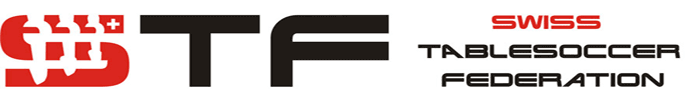 STF
SWISS
TABLESOCCER
FEDERATION